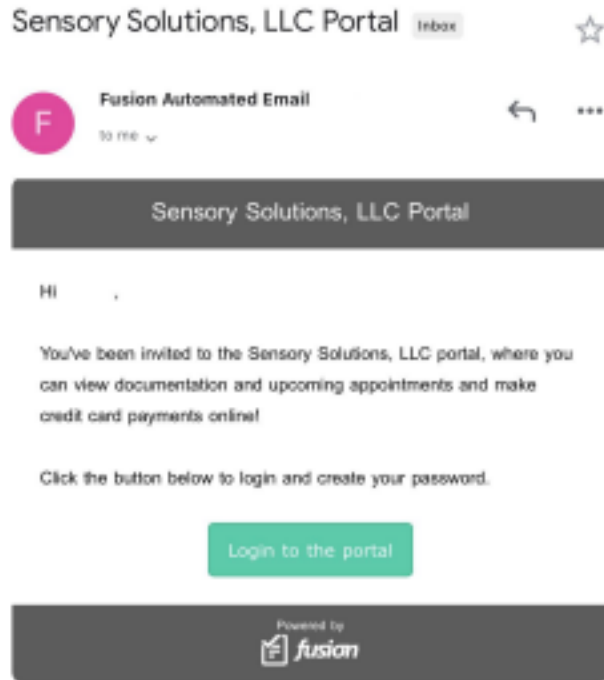 Sensory Solutions, LLC Portal Inbox
Fusion Automated Email
F
to me
Sensory Solutions, LLC Portal
Hi ,
You've been invited to the Sensory Solutions, LLC portal, where you
can view documentation and upcoming appointments and make
credit card payments online!
Click the button below to login and create your password.
Login to the portal
Powered by
fusion